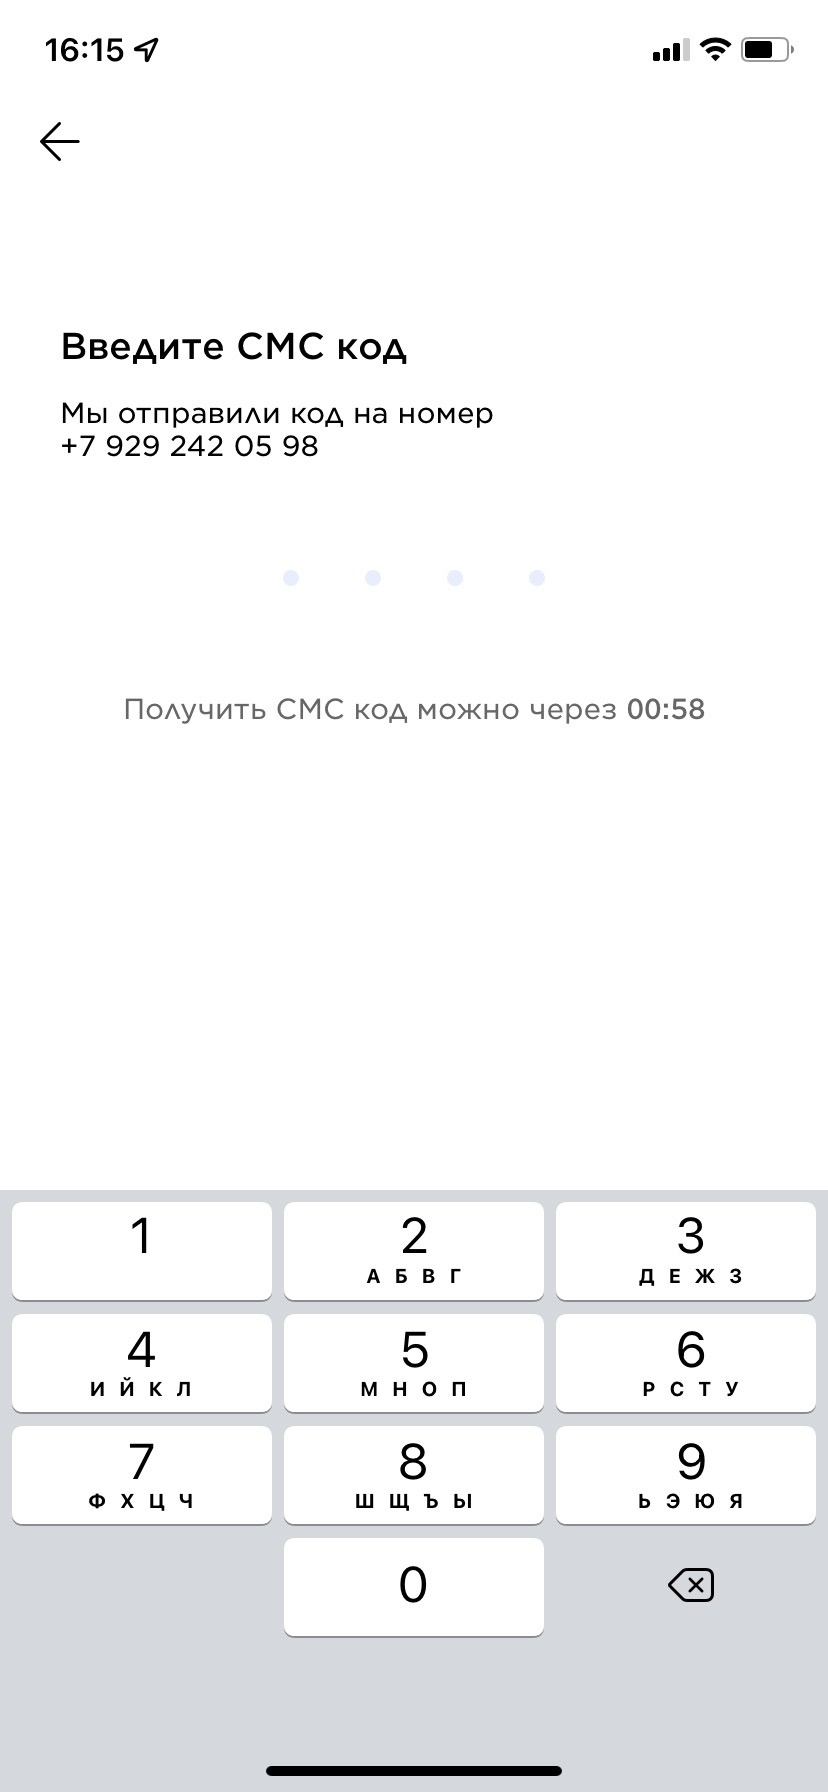 16:15
Введите СМС код
Мы отправили код на номер
+7 929 242 05 98
Получить СМС код можно через 00:58
1
2
3
А Б В Г
Д Е Ж З
4
5
6
И Й К Л
М Н О П
Р С Т У
7
8
9
Ф Х Ц Ч
Ш Щ Ъ Ы
Ь Э Ю Я
0